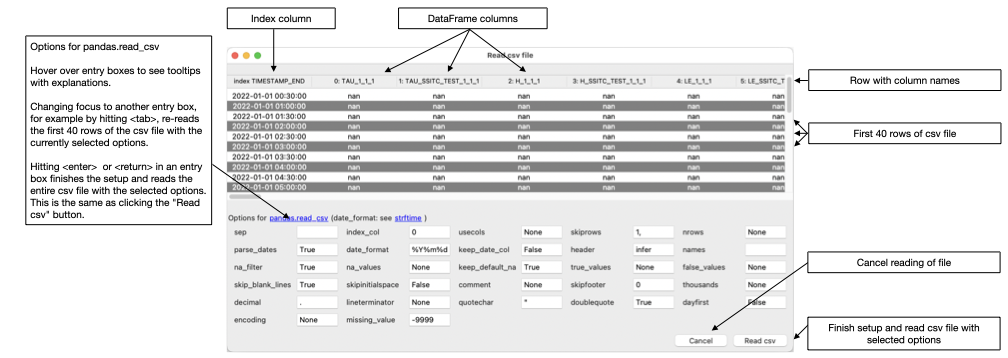 Index column
DataFrame columns
Options for pandas.read_csv
Hover over entry boxes to see tooltips
with explanations.
Changing focus to another entry box,
for example by hitting <tab>, re-reads
the first 40 rows of the csv file with the
currently selected options.
Hitting <enter> or <return> in an entry
box finishes the setup and reads the
entire csv file with the selected options.
This is the same as clicking the "Read
csv" button.
Read csv file
index TIMESTAMP_END 0: TAU_1_1_1 1: TAU_SSITC_TEST_1_1_1 2: H_1_1_1 3: H_SSITC_TEST_1_1_1 4: LE_1_1_1 5: LE_SSITC_T
2022-01-01 00:30:00 nan nan nan nan nan nan
2022-01-01 01:00:00 nan nan nan nan nan nan
2022-01-01 01:30:00 nan nan nan nan nan nan
2022-01-01 02:00:00 nan nan nan nan nan nan
2022-01-01 02:30:00 nan nan nan nan nan nan
2022-01-01 03:00:00 nan nan nan nan nan nan
2022-01-01 03:30:00 nan nan nan nan nan nan
2022-01-01 04:00:00 nan nan nan nan nan nan
2022-01-01 04:30:00 nan nan nan nan nan nan
2022-01-01 05:00:00 nan nan nan nan nan nan
Row with column names
First 40 rows of csv file
Options for pandas.read_csv (date_format: see strftime )
sep index_col 0 usecols None skiprows 1, nrows None
parse_dates True date_format %Y%m%d keep_date_col False header infer names
na_filter True na_values None keep_default_na True true_values None false_values None
skip_blank_lines True skipinitialspace False comment None skipfooter 0 thousands None
decimal . lineterminator None quotechar " doublequote True dayfirst False
encoding None missing_value -9999
Cancel Read csv
Cancel reading of file
Finish setup and read csv file with
selected options